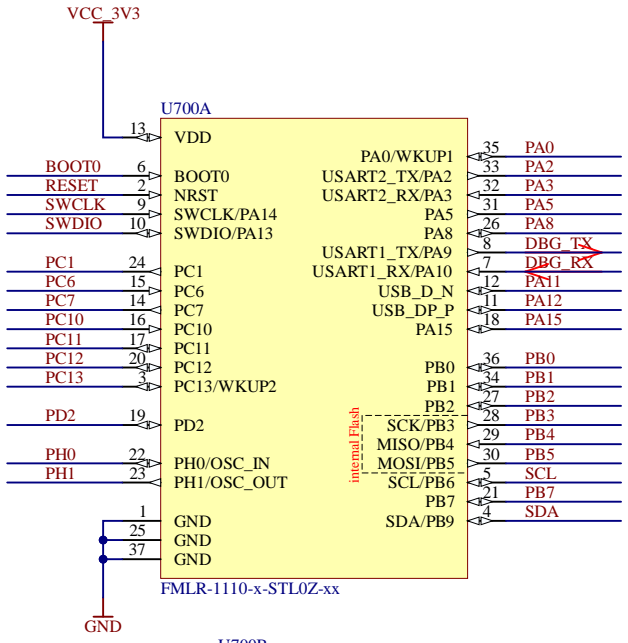 VCC_3V3
U700A
13 VDD
BOOT0 6 BOOT0
RESET 2 NRST
SWCLK 9 SWCLK/PA14
SWDIO 10 SWDIO/PA13
PC1 24 PC1
PC6 15 PC6
PC7 14 PC7
PC10 16 PC10
PC11 17 PC11
PC12 20 PC12
PC13 3 PC13/WKUP2
PD2 19 PD2
PH0 22 PH0/OSC_IN
PH1 23 PH1/OSC_OUT
1 GND
25 GND
37 GND
PA0/WKUP1 35 PA0
USART2_TX/PA2 33 PA2
USART2_RX/PA3 32 PA3
PA5 31 PA5
PA8 26 PA8
USART1_TX/PA9 8 DBG_TX
USART1_RX/PA10 7 DBG_RX
USB_D_N 12 PA11
USB_DP_P 11 PA12
PA15 18 PA15
PB0 36 PB0
PB1 34 PB1
PB2 27 PB2
internal Flash
SCK/PB3 28 PB3
MISO/PB4 29 PB4
MOSI/PB5 30 PB5
SCL/PB6 5 SCL
PB7 21 PB7
SDA/PB9 4 SDA
FMLR-1110-x-STL0Z-xx
GND